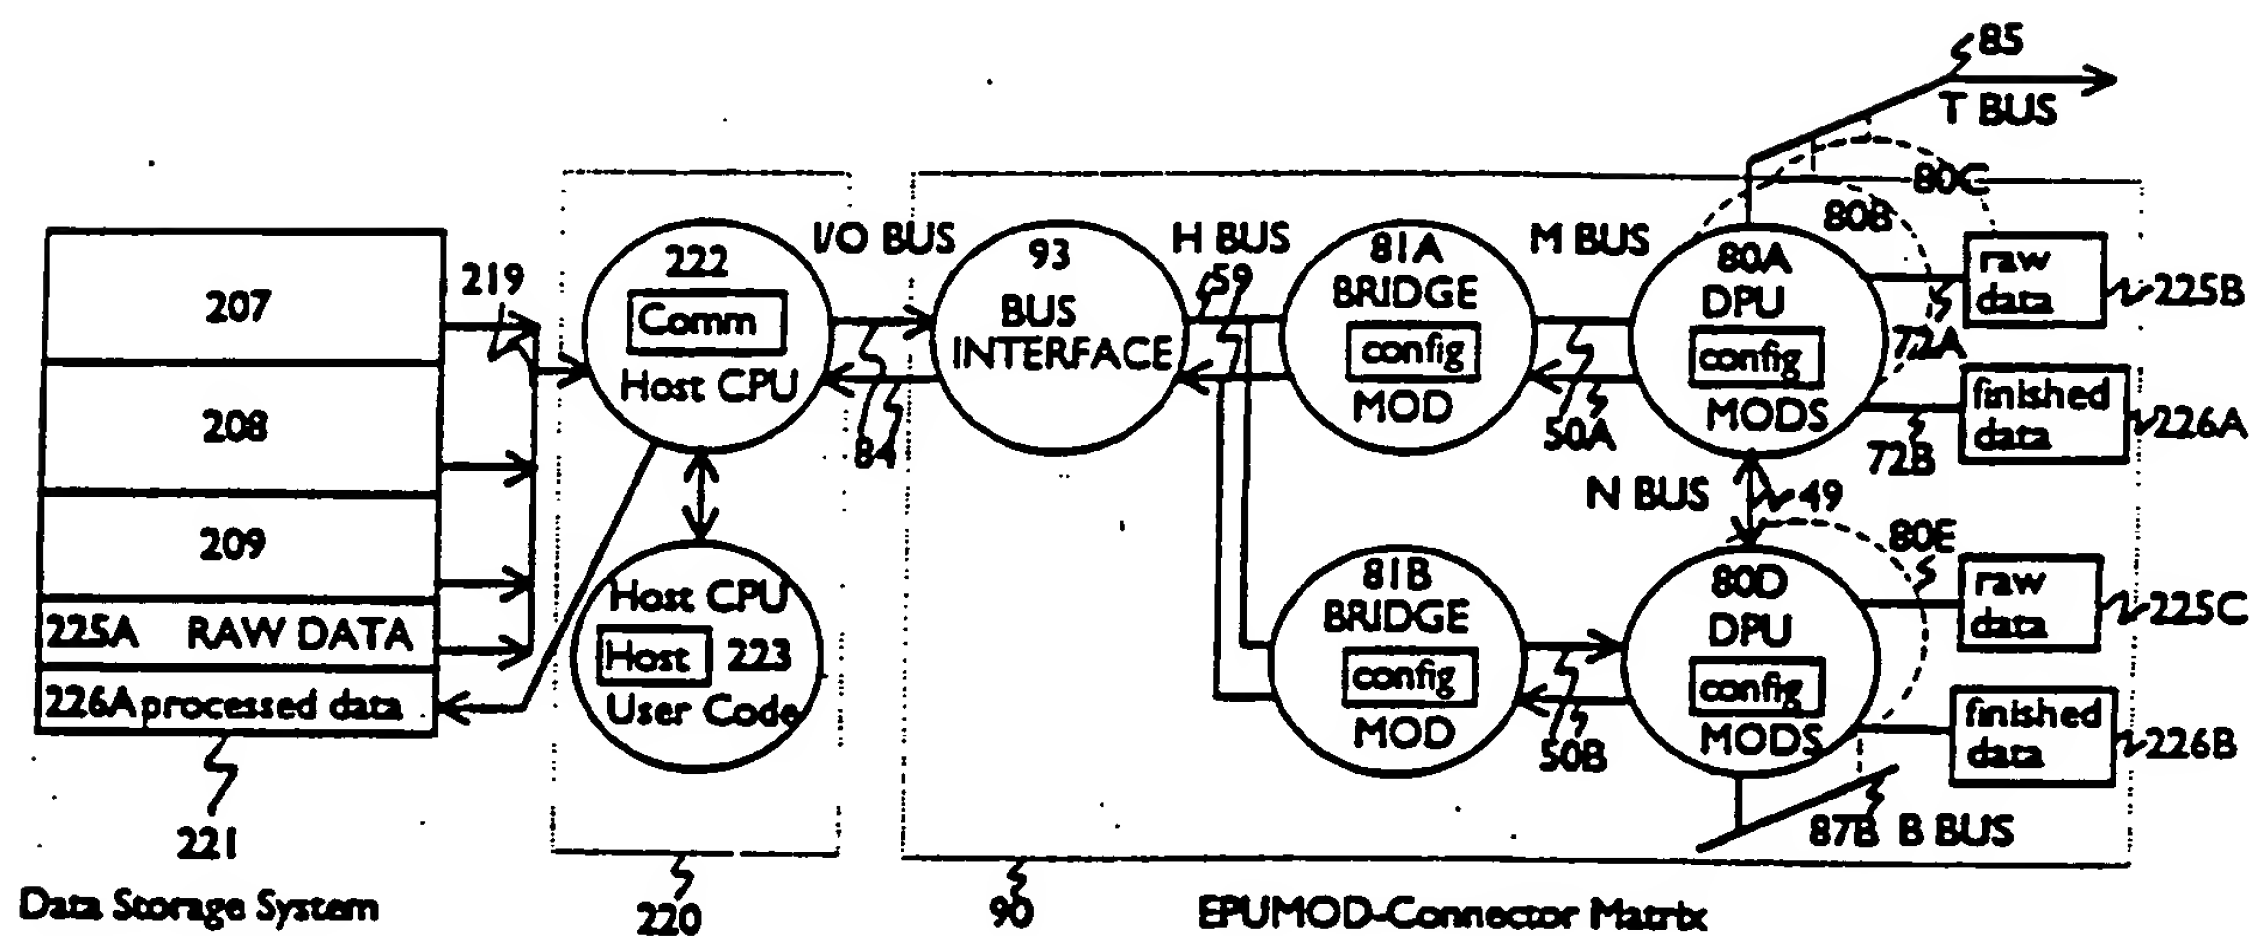 85
T BUS
80C
80B
207
208
209
225A RAW DATA
226A processed data
221
Data Storage System
219
222
Comm
Host CPU
Host CPU
Host 223
User Code
220
I/O BUS
84
93
BUS
INTERFACE
H BUS
59
81A
BRIDGE
config
MOD
M BUS
50A
80A
DPU
config
MODS
raw
data
225B
72A
finished
data
226A
72B
N BUS
49
80E
81B
BRIDGE
config
MOD
50B
80D
DPU
config
MODS
raw
data
225C
finished
data
226B
87B B BUS
90
EPUMOD-Connector Matrix